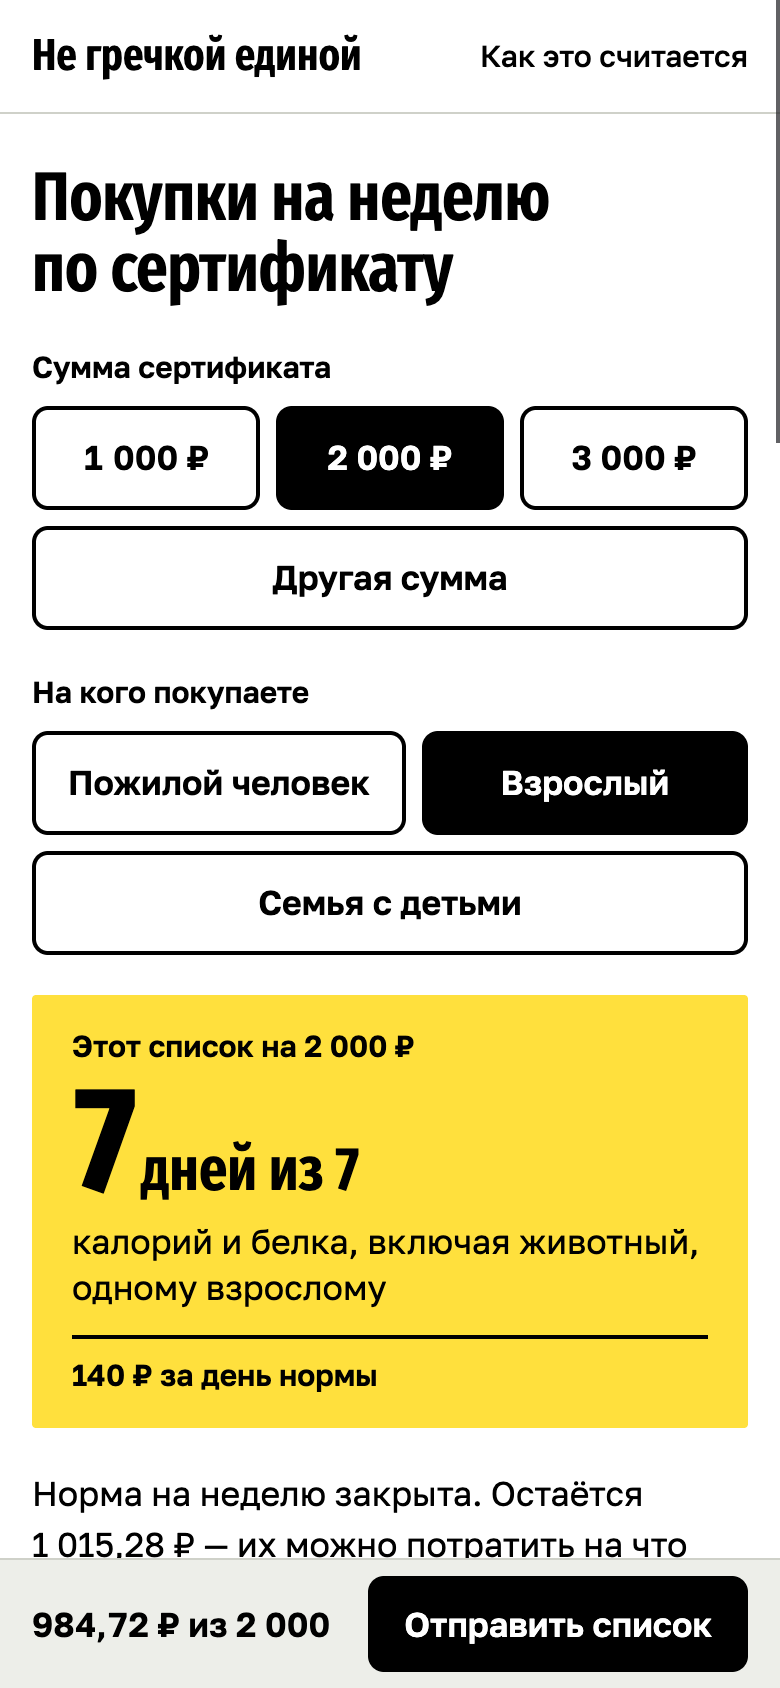 Не гречкой единой
Как это считается
Покупки на неделю
по сертификату
Сумма сертификата
1 000 ₽
2 000 ₽
3 000 ₽
Другая сумма
На кого покупаете
Пожилой человек
Взрослый
Семья с детьми
Этот список на 2 000 ₽
7 дней из 7
калорий и белка, включая животный,
одному взрослому
140 ₽ за день нормы
Норма на неделю закрыта. Остаётся
1 015,28 ₽ — их можно потратить на что
984,72 ₽ из 2 000
Отправить список